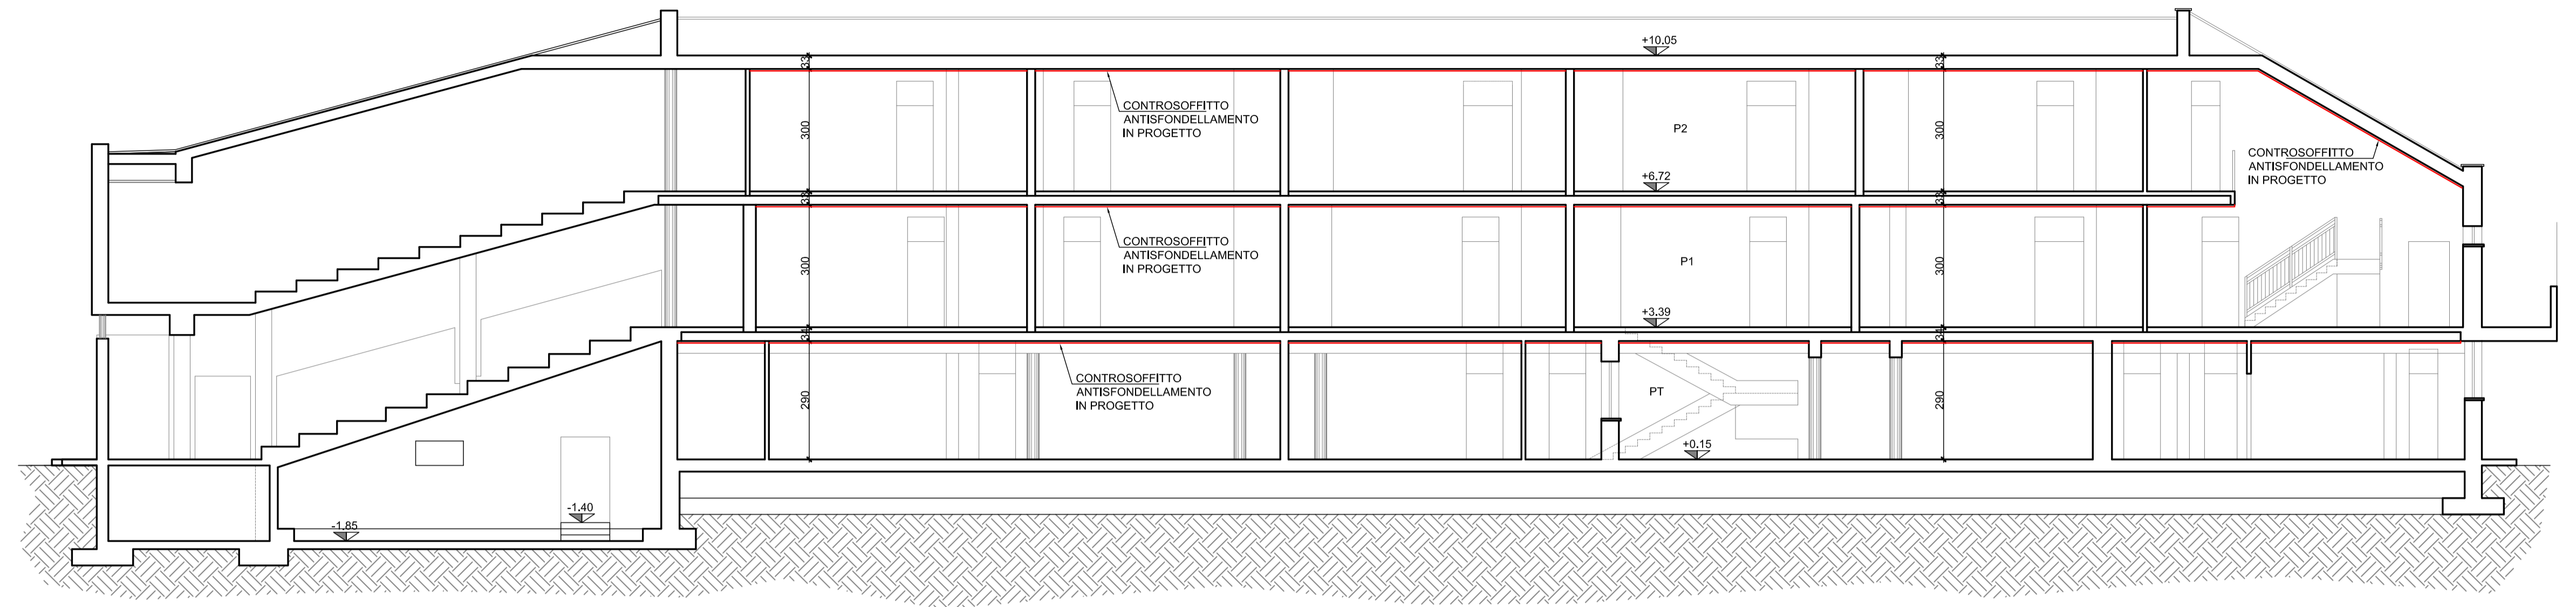 +10.05
33
33
CONTROSOFFITTO
ANTISFONDELLAMENTO
IN PROGETTO
300
P2
300
CONTROSOFFITTO
ANTISFONDELLAMENTO
IN PROGETTO
+6.72
33
33
CONTROSOFFITTO
ANTISFONDELLAMENTO
IN PROGETTO
300
P1
300
+3.39
34
34
CONTROSOFFITTO
ANTISFONDELLAMENTO
IN PROGETTO
290
PT
290
+0.15
-1.40
-1.85